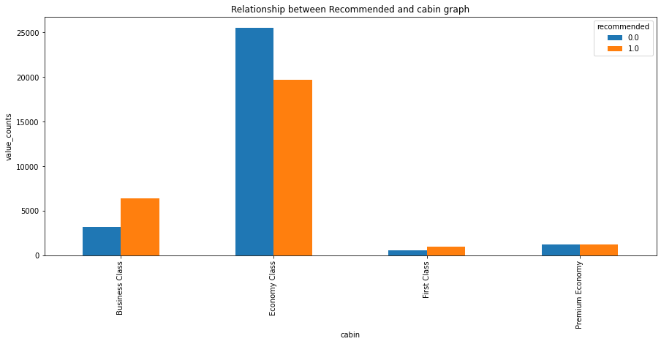 Relationship between Recommended and cabin graph
recommended
0.0
1.0
25000
20000
15000
10000
5000
0
value_counts
Business Class
Economy Class
First Class
Premium Economy
cabin